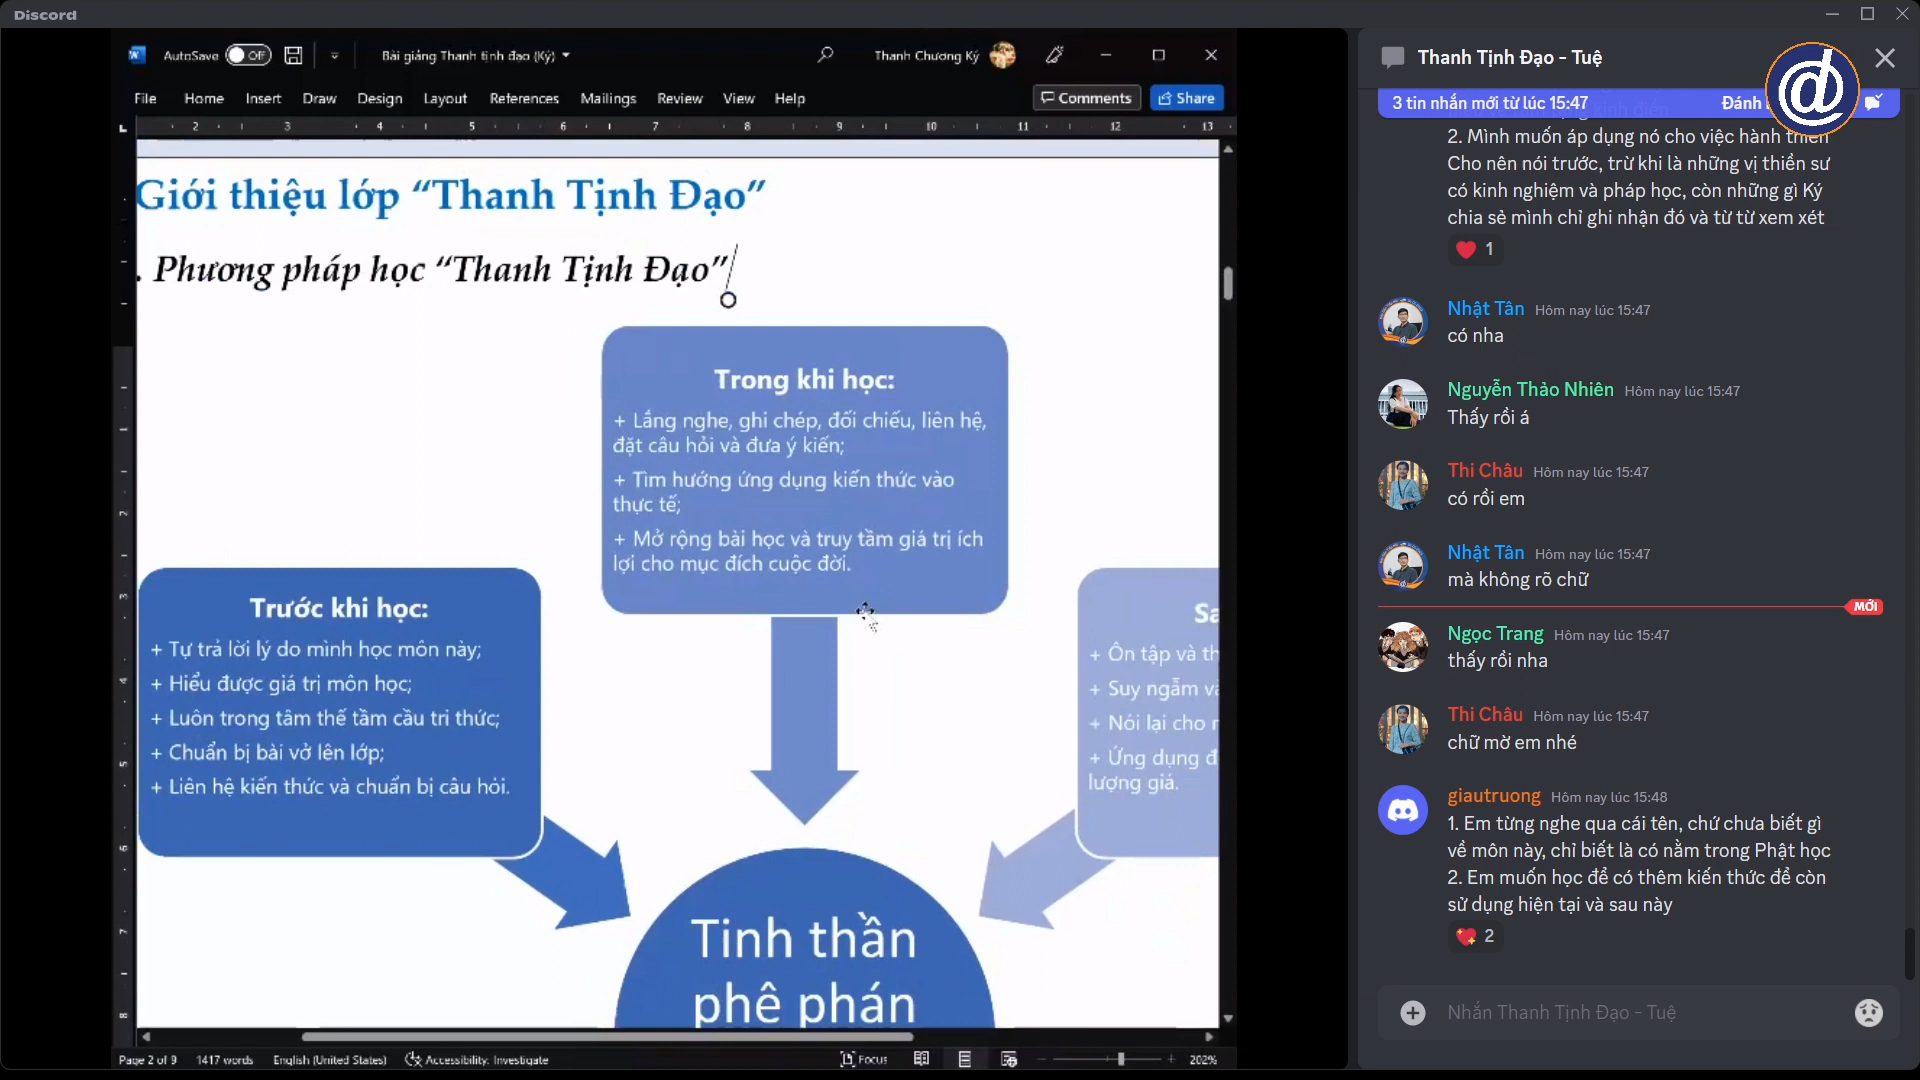 Discord
AutoSave Off
Bài giảng Thanh tịnh đạo (Ký)
Thanh Chương Ký
File Home Insert Draw Design Layout References Mailings Review View Help
Comments Share
2 3 4 5 6 7 8 9 10 11 12 13
Giới thiệu lớp “Thanh Tịnh Đạo”
. Phương pháp học “Thanh Tịnh Đạo”
Trong khi học:
+ Lắng nghe, ghi chép, đối chiếu, liên hệ,
đặt câu hỏi và đưa ý kiến;
+ Tìm hướng ứng dụng kiến thức vào
thực tế;
+ Mở rộng bài học và truy tầm giá trị ích
lợi cho mục đích cuộc đời.
Trước khi học:
+ Tự trả lời lý do mình học môn này;
+ Hiểu được giá trị môn học;
+ Luôn trong tâm thế tầm cầu tri thức;
+ Chuẩn bị bài vở lên lớp;
+ Liên hệ kiến thức và chuẩn bị câu hỏi.
Sa
+ Ôn tập và th
+ Suy ngẫm và
+ Nói lại cho
+ Ứng dụng đ
lượng giá.
Tinh thần
phê phán
Page 2 of 9 1417 words English (United States) Accessibility: Investigate Focus 202%
Thanh Tịnh Đạo - Tuệ
3 tin nhắn mới từ lúc 15:47 Đánh
2. Mình muốn áp dụng nó cho việc hành thiền
Cho nên nói trước, trừ khi là những vị thiền sư
có kinh nghiệm và pháp học, còn những gì Ký
chia sẻ mình chỉ ghi nhận đó và từ từ xem xét
1
Nhật Tân Hôm nay lúc 15:47
có nha
Nguyễn Thảo Nhiên Hôm nay lúc 15:47
Thấy rồi á
Thi Châu Hôm nay lúc 15:47
có rồi em
Nhật Tân Hôm nay lúc 15:47
mà không rõ chữ
MỚI
Ngọc Trang Hôm nay lúc 15:47
thấy rồi nha
Thi Châu Hôm nay lúc 15:47
chữ mờ em nhé
giautruong Hôm nay lúc 15:48
1. Em từng nghe qua cái tên, chứ chưa biết gì
về môn này, chỉ biết là có nằm trong Phật học
2. Em muốn học để có thêm kiến thức để còn
sử dụng hiện tại và sau này
2
Nhắn Thanh Tịnh Đạo - Tuệ